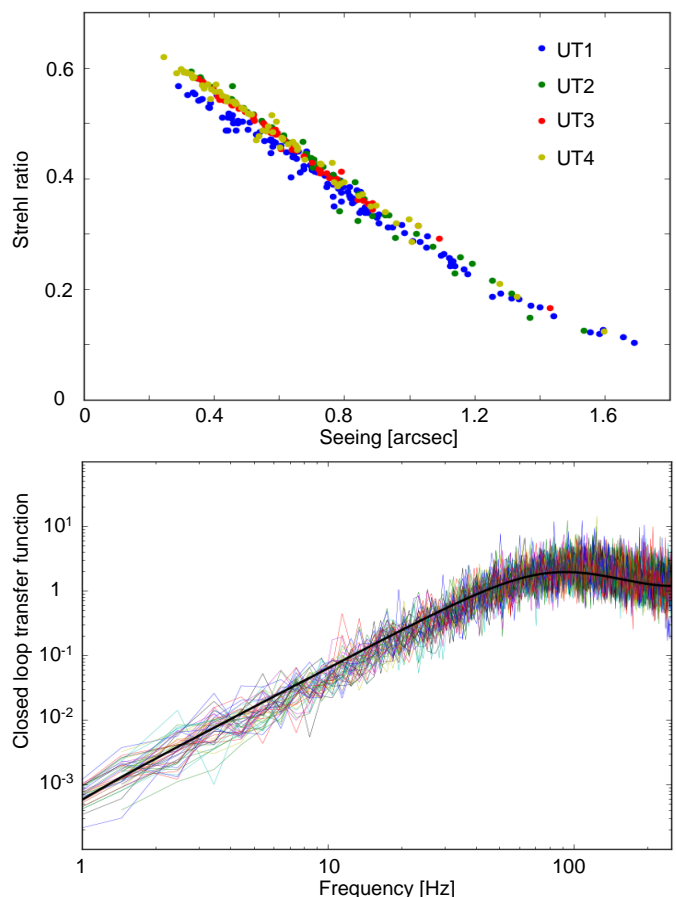 0.6
UT1
UT2
UT3
UT4
Strehl ratio
0.4
0.2
0
0 0.4 0.8 1.2 1.6
Seeing [arcsec]
Closed loop transfer function
10¹
1
10⁻¹
10⁻²
10⁻³
1 10 100
Frequency [Hz]